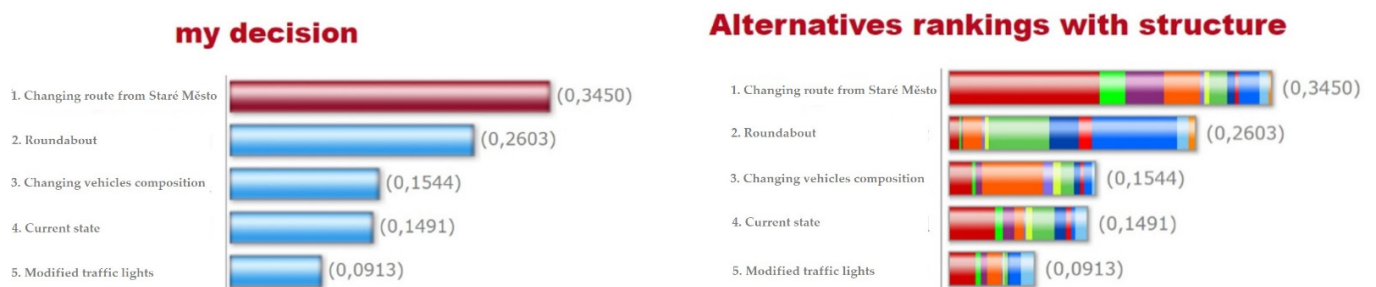 my decision
1. Changing route from Staré Město (0,3450)
2. Roundabout (0,2603)
3. Changing vehicles composition (0,1544)
4. Current state (0,1491)
5. Modified traffic lights (0,0913)
Alternatives rankings with structure
1. Changing route from Staré Město (0,3450)
2. Roundabout (0,2603)
3. Changing vehicles composition (0,1544)
4. Current state (0,1491)
5. Modified traffic lights (0,0913)